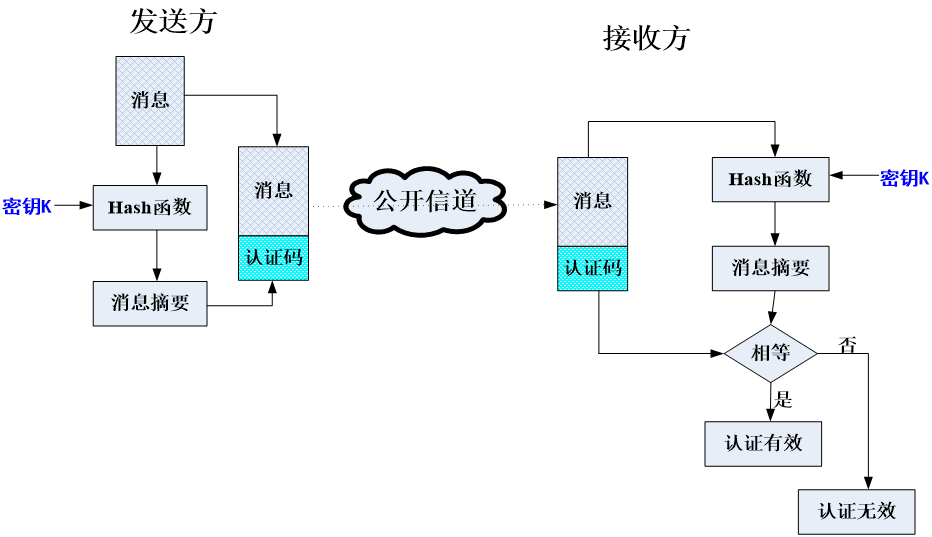 发送方
接收方
消息
消息
认证码
密钥K
Hash函数
消息摘要
公开信道
消息
认证码
Hash函数
密钥K
消息摘要
相等
否
是
认证有效
认证无效